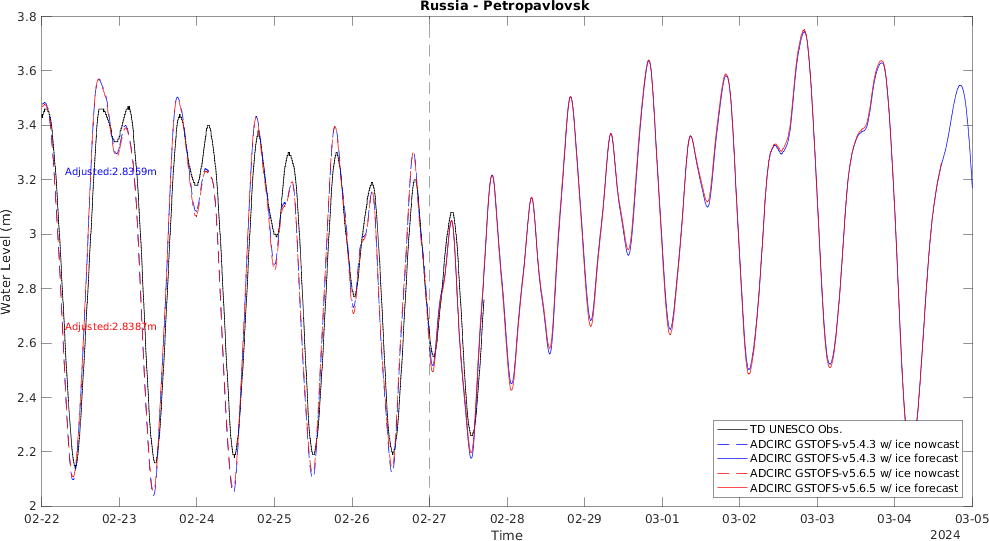 Russia - Petropavlovsk
3.8
3.6
3.4
3.2
3
2.8
2.6
2.4
2.2
2
Water Level (m)
Adjusted:2.8359m
Adjusted:2.8387m
TD UNESCO Obs.
ADCIRC GSTOFS-v5.4.3 w/ ice nowcast
ADCIRC GSTOFS-v5.4.3 w/ ice forecast
ADCIRC GSTOFS-v5.6.5 w/ ice nowcast
ADCIRC GSTOFS-v5.6.5 w/ ice forecast
02-22 02-23 02-24 02-25 02-26 02-27 02-28 02-29 03-01 03-02 03-03 03-04 03-05
Time
2024